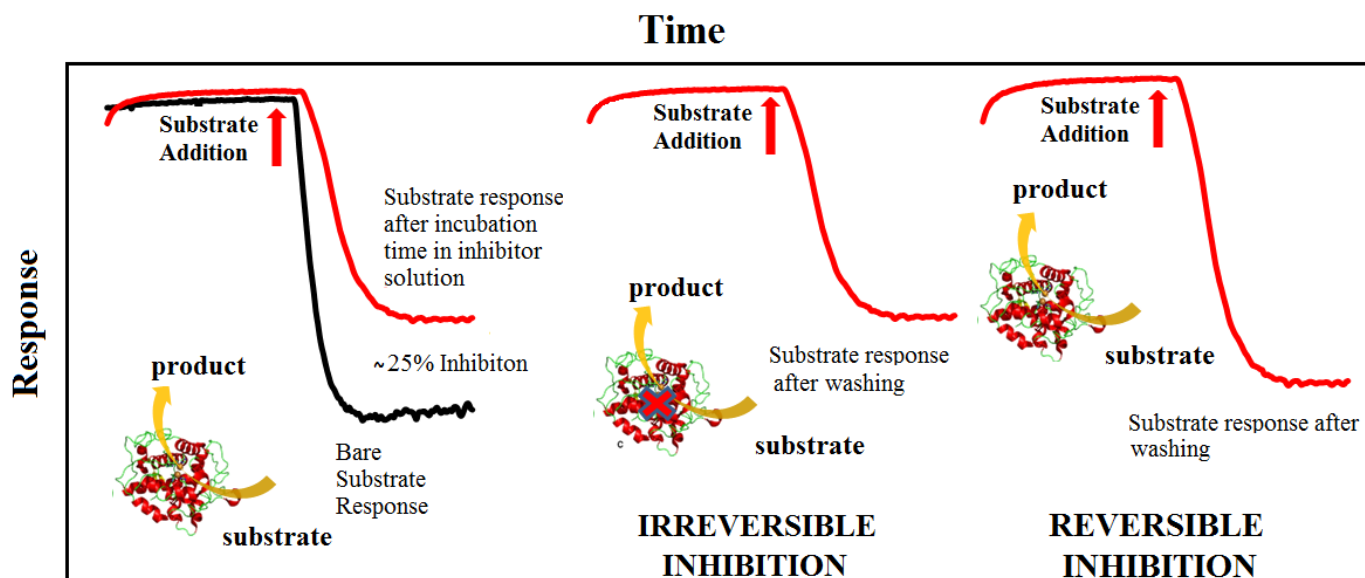 Time
Response
Substrate
Addition
Substrate response
after incubation
time in inhibitor
solution
~25% Inhibiton
product
substrate
Bare
Substrate
Response
Substrate
Addition
product
Substrate response
after washing
substrate
c
IRREVERSIBLE
INHIBITION
Substrate
Addition
product
substrate
Substrate response after
washing
REVERSIBLE
INHIBITION